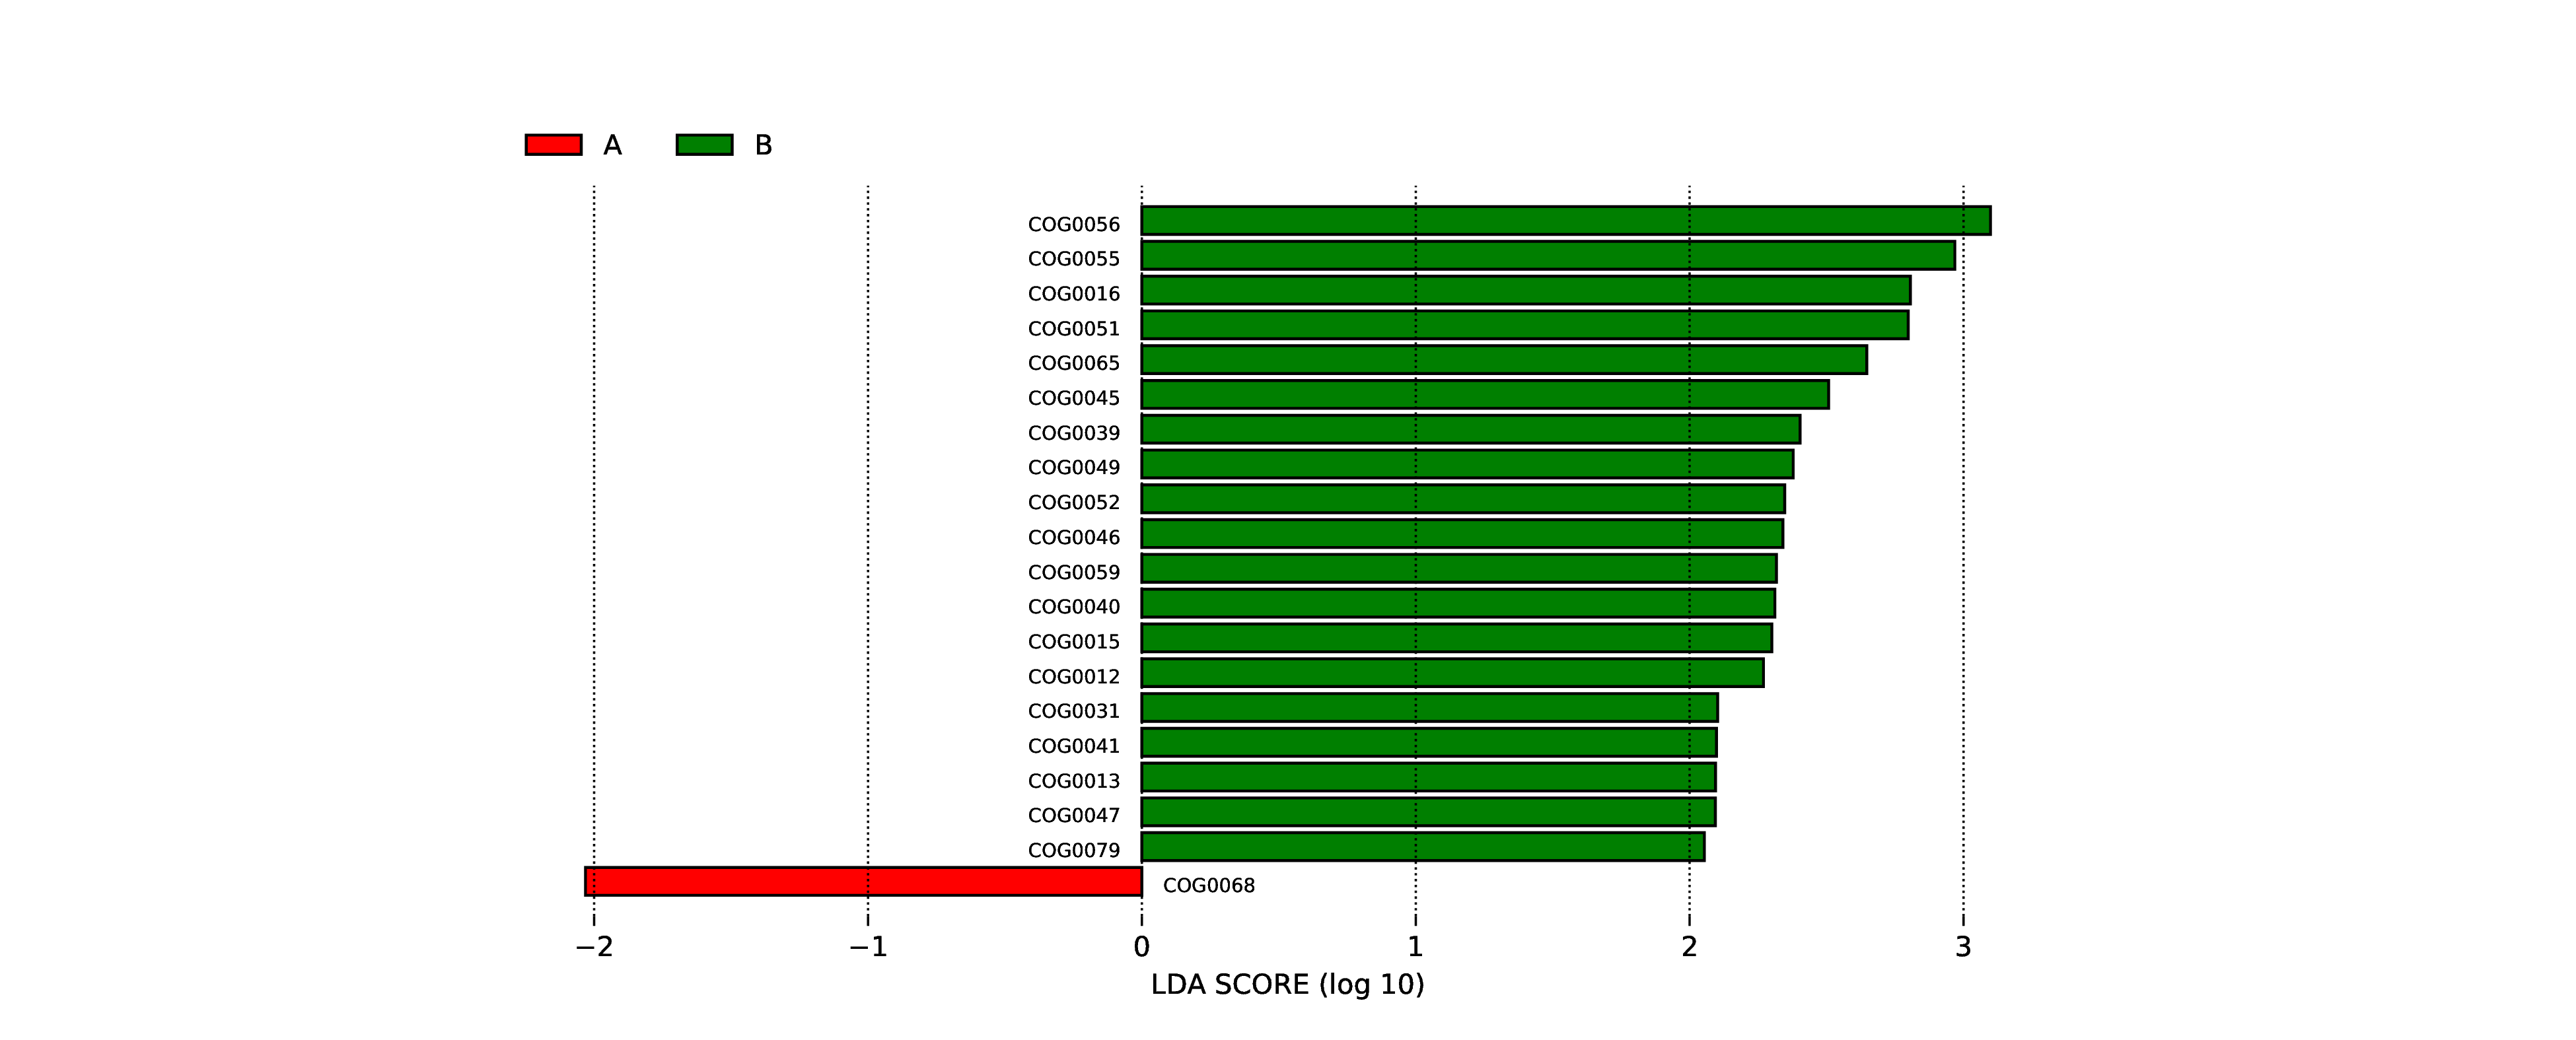 A B
COG0056
COG0055
COG0016
COG0051
COG0065
COG0045
COG0039
COG0049
COG0052
COG0046
COG0059
COG0040
COG0015
COG0012
COG0031
COG0041
COG0013
COG0047
COG0079
COG0068
−2 −1 0 1 2 3
LDA SCORE (log 10)